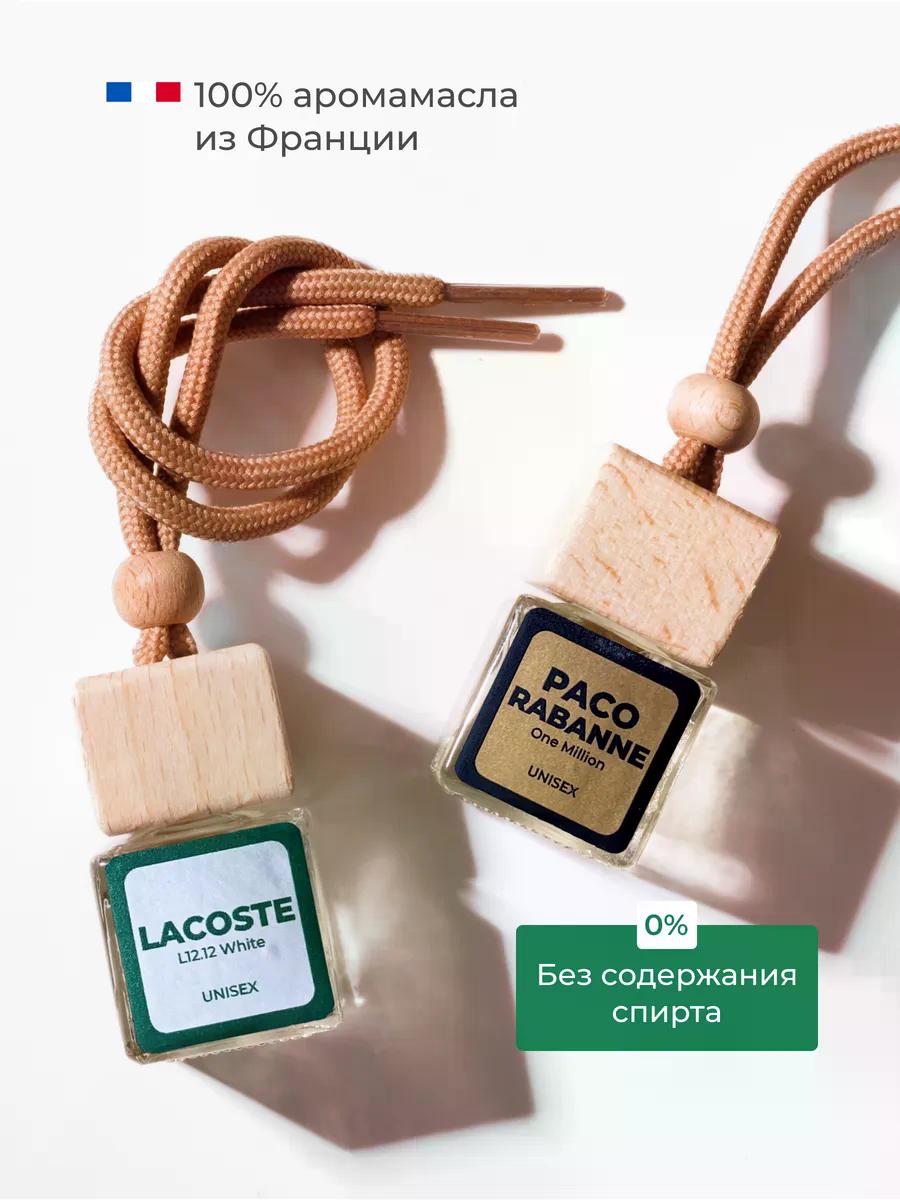 100% аромамасла
из Франции
PACO
RABANNE
One Million
UNISEX
LACOSTE
L12.12 White
UNISEX
0%
Без содержания
спирта